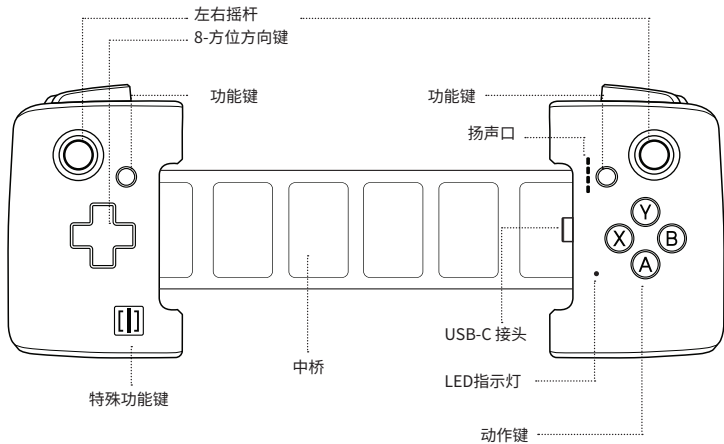 左右摇杆
8-方位方向键
功能键
功能键
扬声口
Y
X
B
A
USB-C 接头
中桥
LED指示灯
特殊功能键
动作键